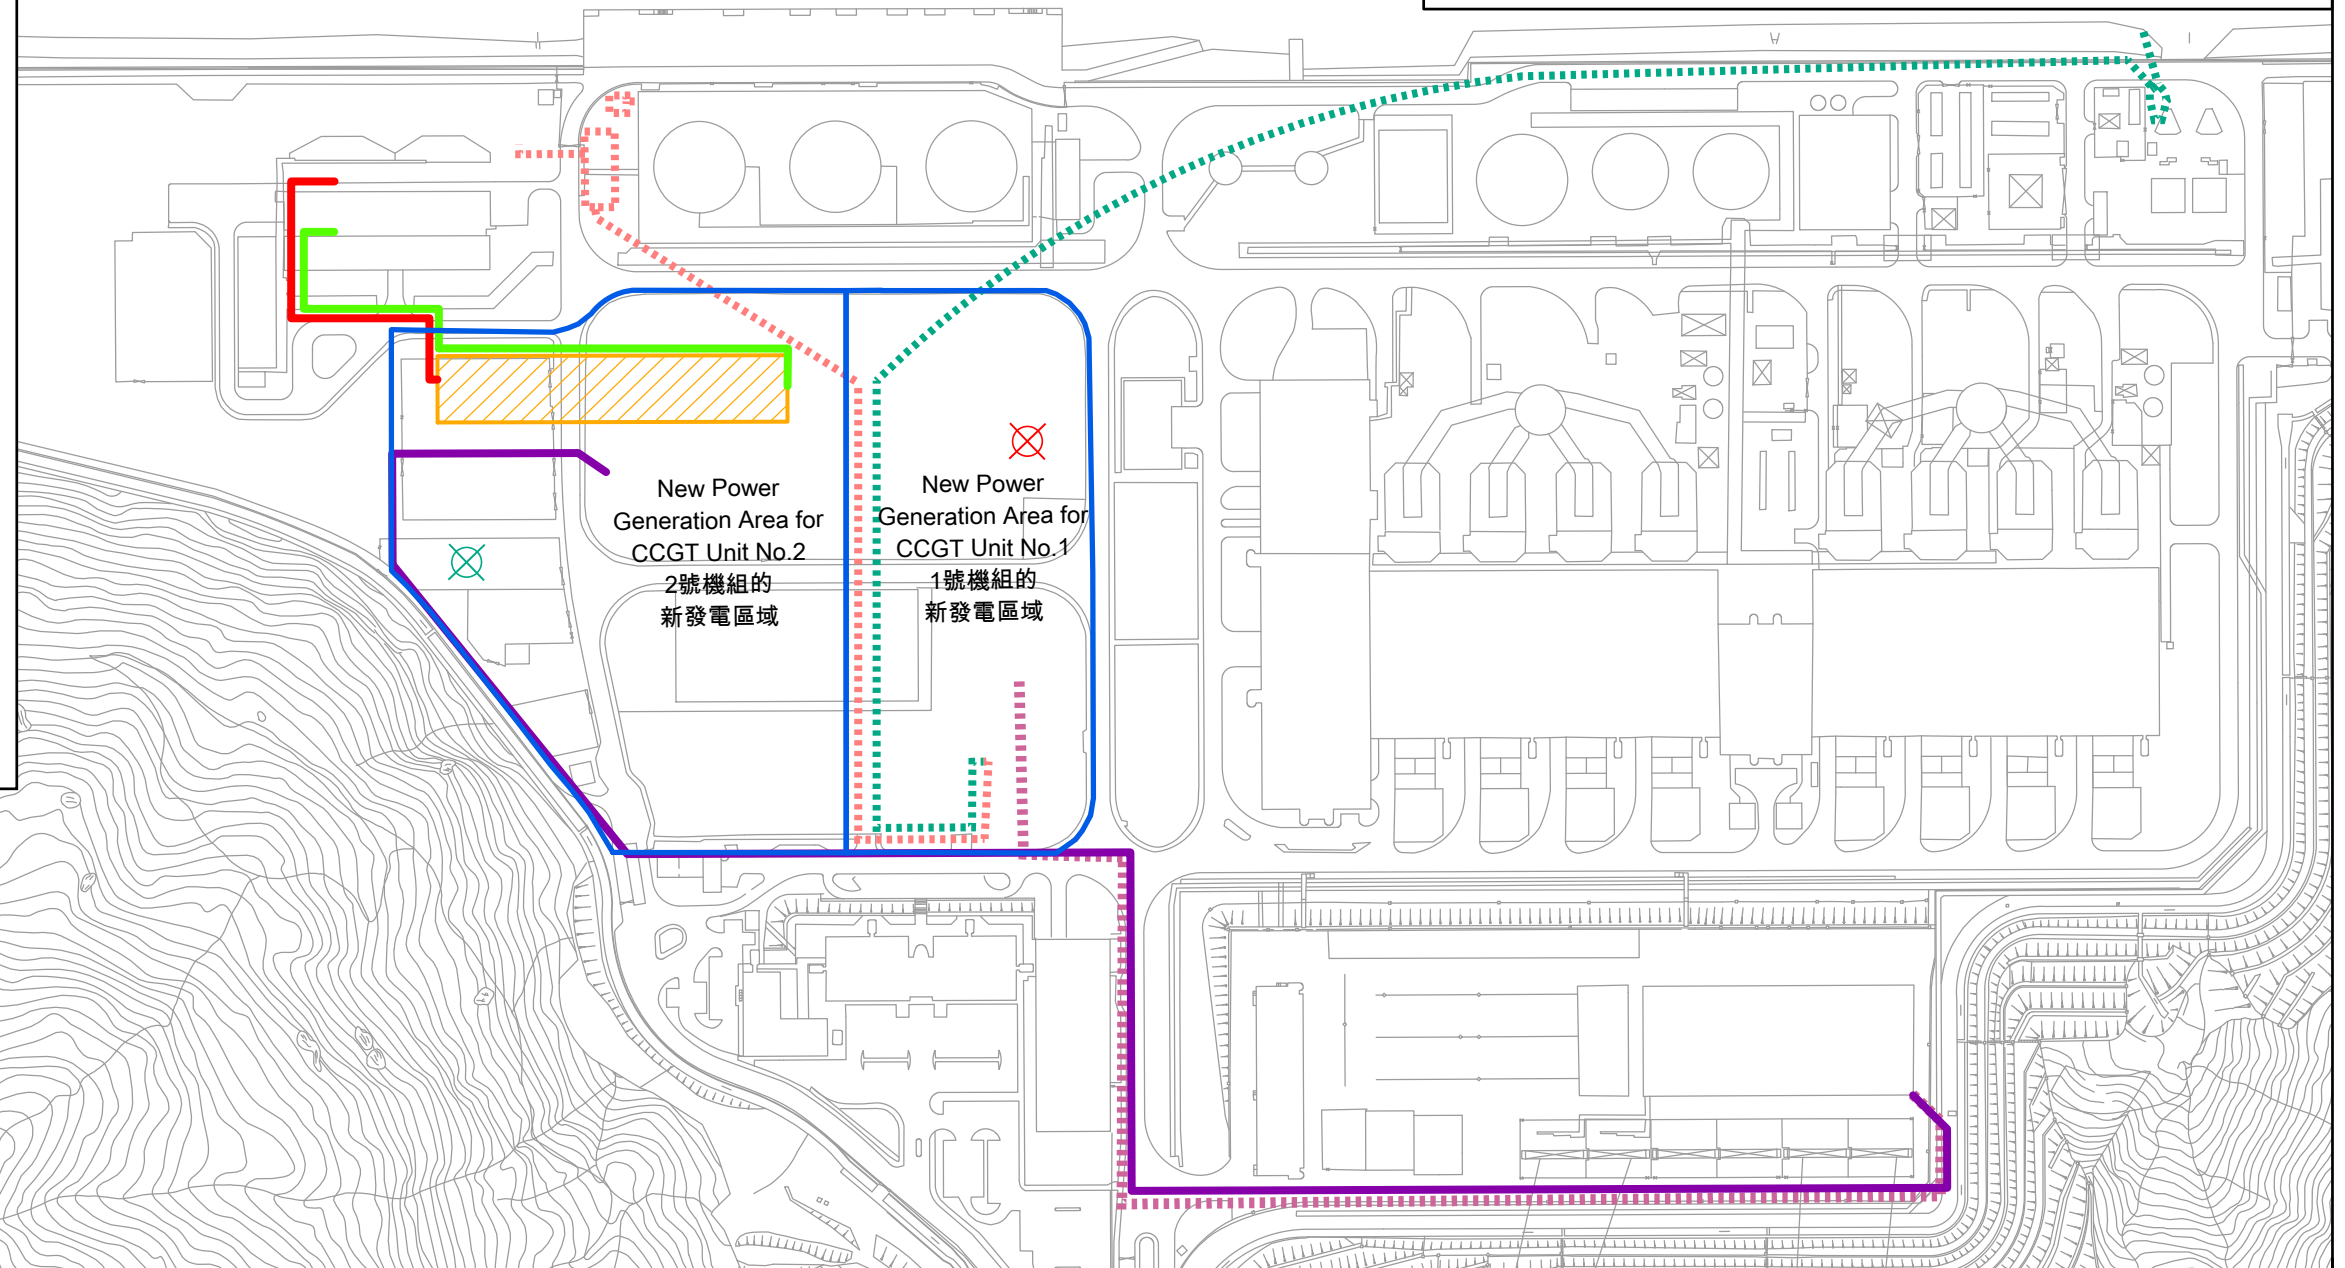 New Power
Generation Area for
CCGT Unit No.2
2號機組的
新發電區域
New Power
Generation Area for
CCGT Unit No.1
1號機組的
新發電區域